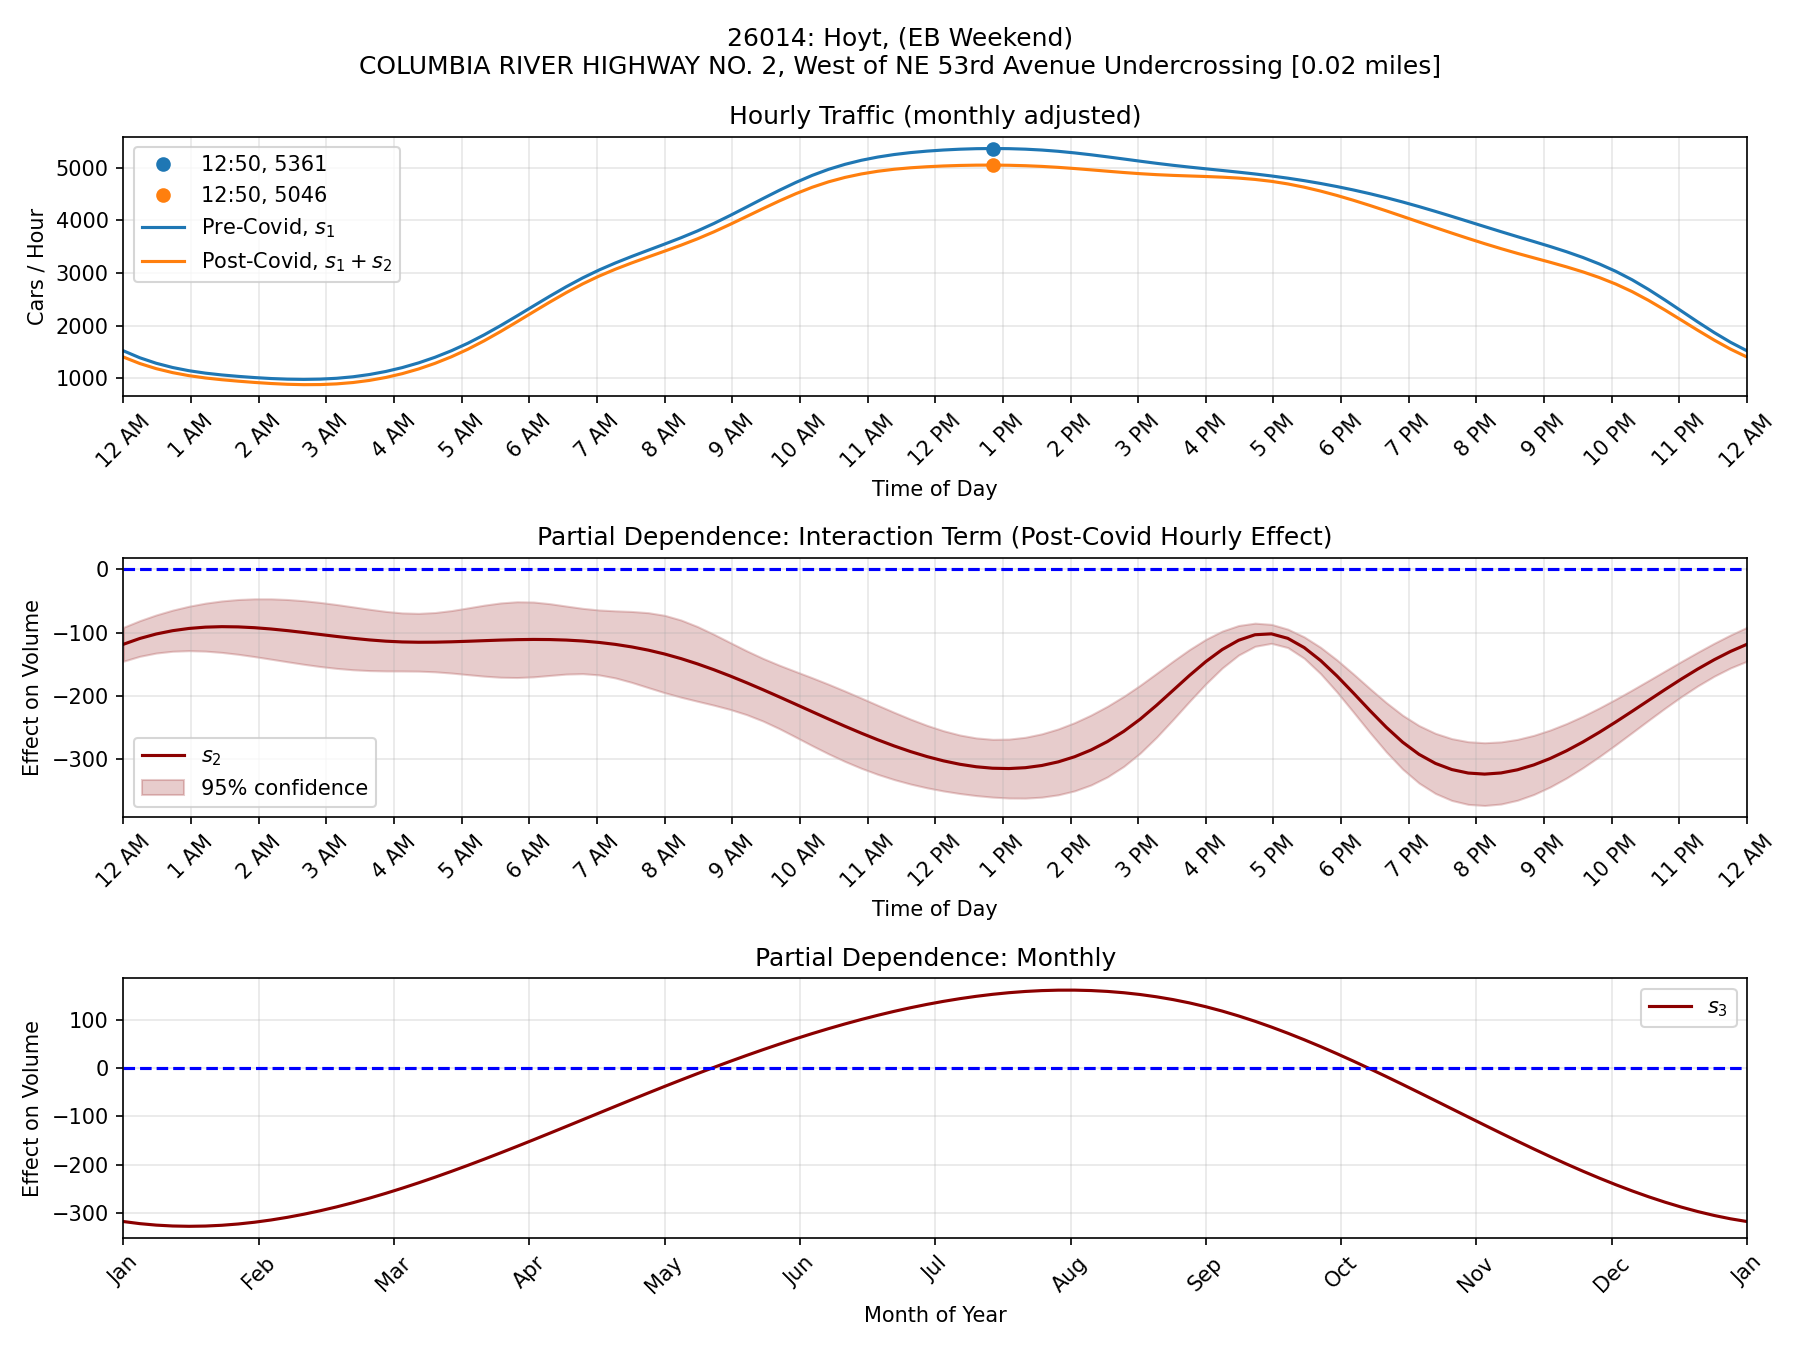 26014: Hoyt, (EB Weekend)
COLUMBIA RIVER HIGHWAY NO. 2, West of NE 53rd Avenue Undercrossing [0.02 miles]
Hourly Traffic (monthly adjusted)
12:50, 5361
12:50, 5046
Pre-Covid, s₁
Post-Covid, s₁ + s₂
Cars / Hour
5000
4000
3000
2000
1000
12 AM 1 AM 2 AM 3 AM 4 AM 5 AM 6 AM 7 AM 8 AM 9 AM 10 AM 11 AM 12 PM 1 PM 2 PM 3 PM 4 PM 5 PM 6 PM 7 PM 8 PM 9 PM 10 PM 11 PM 12 AM
Time of Day
Partial Dependence: Interaction Term (Post-Covid Hourly Effect)
Effect on Volume
0
−100
−200
−300
s₂
95% confidence
12 AM 1 AM 2 AM 3 AM 4 AM 5 AM 6 AM 7 AM 8 AM 9 AM 10 AM 11 AM 12 PM 1 PM 2 PM 3 PM 4 PM 5 PM 6 PM 7 PM 8 PM 9 PM 10 PM 11 PM 12 AM
Time of Day
Partial Dependence: Monthly
s₃
Effect on Volume
100
0
−100
−200
−300
Jan Feb Mar Apr May Jun Jul Aug Sep Oct Nov Dec Jan
Month of Year